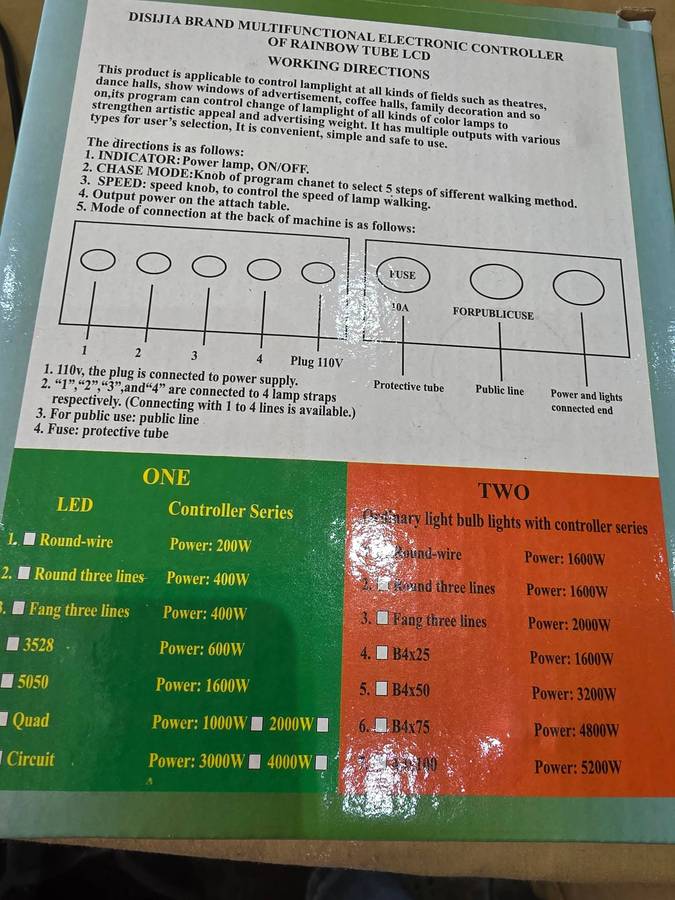 DISIJIA BRAND MULTIFUNCTIONAL ELECTRONIC CONTROLLER
OF RAINBOW TUBE LCD
WORKING DIRECTIONS
This product is applicable to control lamplight at all kinds of fields such as theatres,
dance halls, show windows of advertisement, coffee halls, family decoration and so
on,its program can control change of lamplight of all kinds of color lamps to
strengthen artistic appeal and advertising weight. It has multiple outputs with various
types for user's selection, It is convenient, simple and safe to use.
The directions is as follows:
1. INDICATOR:Power lamp, ON/OFF.
2. CHASE MODE:Knob of program chanet to select 5 steps of sifferent walking method.
3. SPEED: speed knob, to control the speed of lamp walking.
4. Output power on the attach table.
5. Mode of connection at the back of machine is as follows:
FUSE
10A
FORPUBLICUSE
1 2 3 4 Plug 110V
Protective tube
Public line
Power and lights
connected end
1. 110v, the plug is connected to power supply.
2. “1”,“2”,“3”,and“4” are connected to 4 lamp straps
respectively. (Connecting with 1 to 4 lines is available.)
3. For public use: public line
4. Fuse: protective tube
ONE
LED Controller Series
1. Round-wire Power: 200W
2. Round three lines Power: 400W
3. Fang three lines Power: 400W
3528 Power: 600W
5050 Power: 1600W
Quad Power: 1000W 2000W
Circuit Power: 3000W 4000W
TWO
Ordinary light bulb lights with controller series
Round-wire Power: 1600W
2. Round three lines Power: 1600W
3. Fang three lines Power: 2000W
4. B4x25 Power: 1600W
5. B4x50 Power: 3200W
6. B4x75 Power: 4800W
Power: 5200W